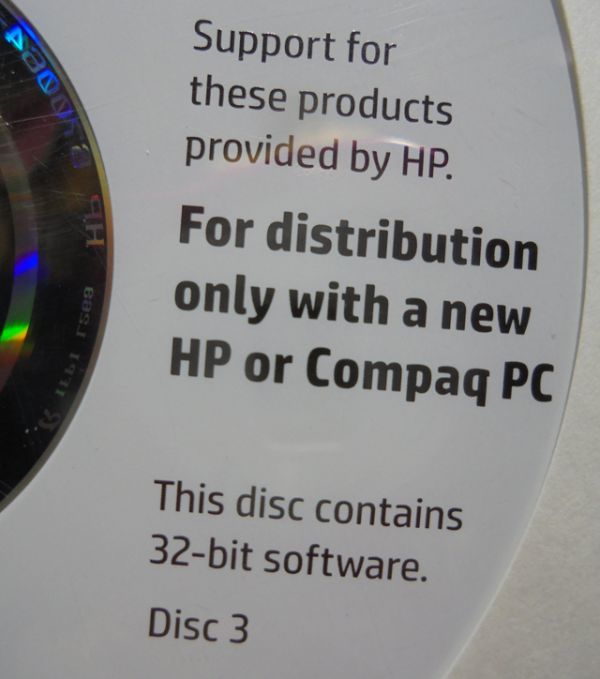 Support for
these products
provided by HP.
For distribution
only with a new
HP or Compaq PC
This disc contains
32-bit software.
Disc 3